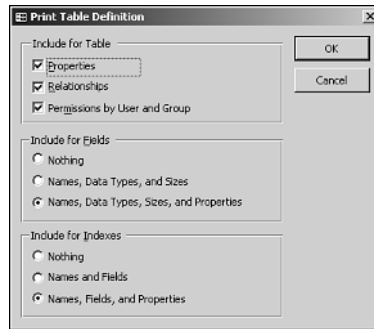 Print Table Definition
Include for Table
Properties
Relationships
Permissions by User and Group
OK
Cancel
Include for Fields
Nothing
Names, Data Types, and Sizes
Names, Data Types, Sizes, and Properties
Include for Indexes
Nothing
Names and Fields
Names, Fields, and Properties